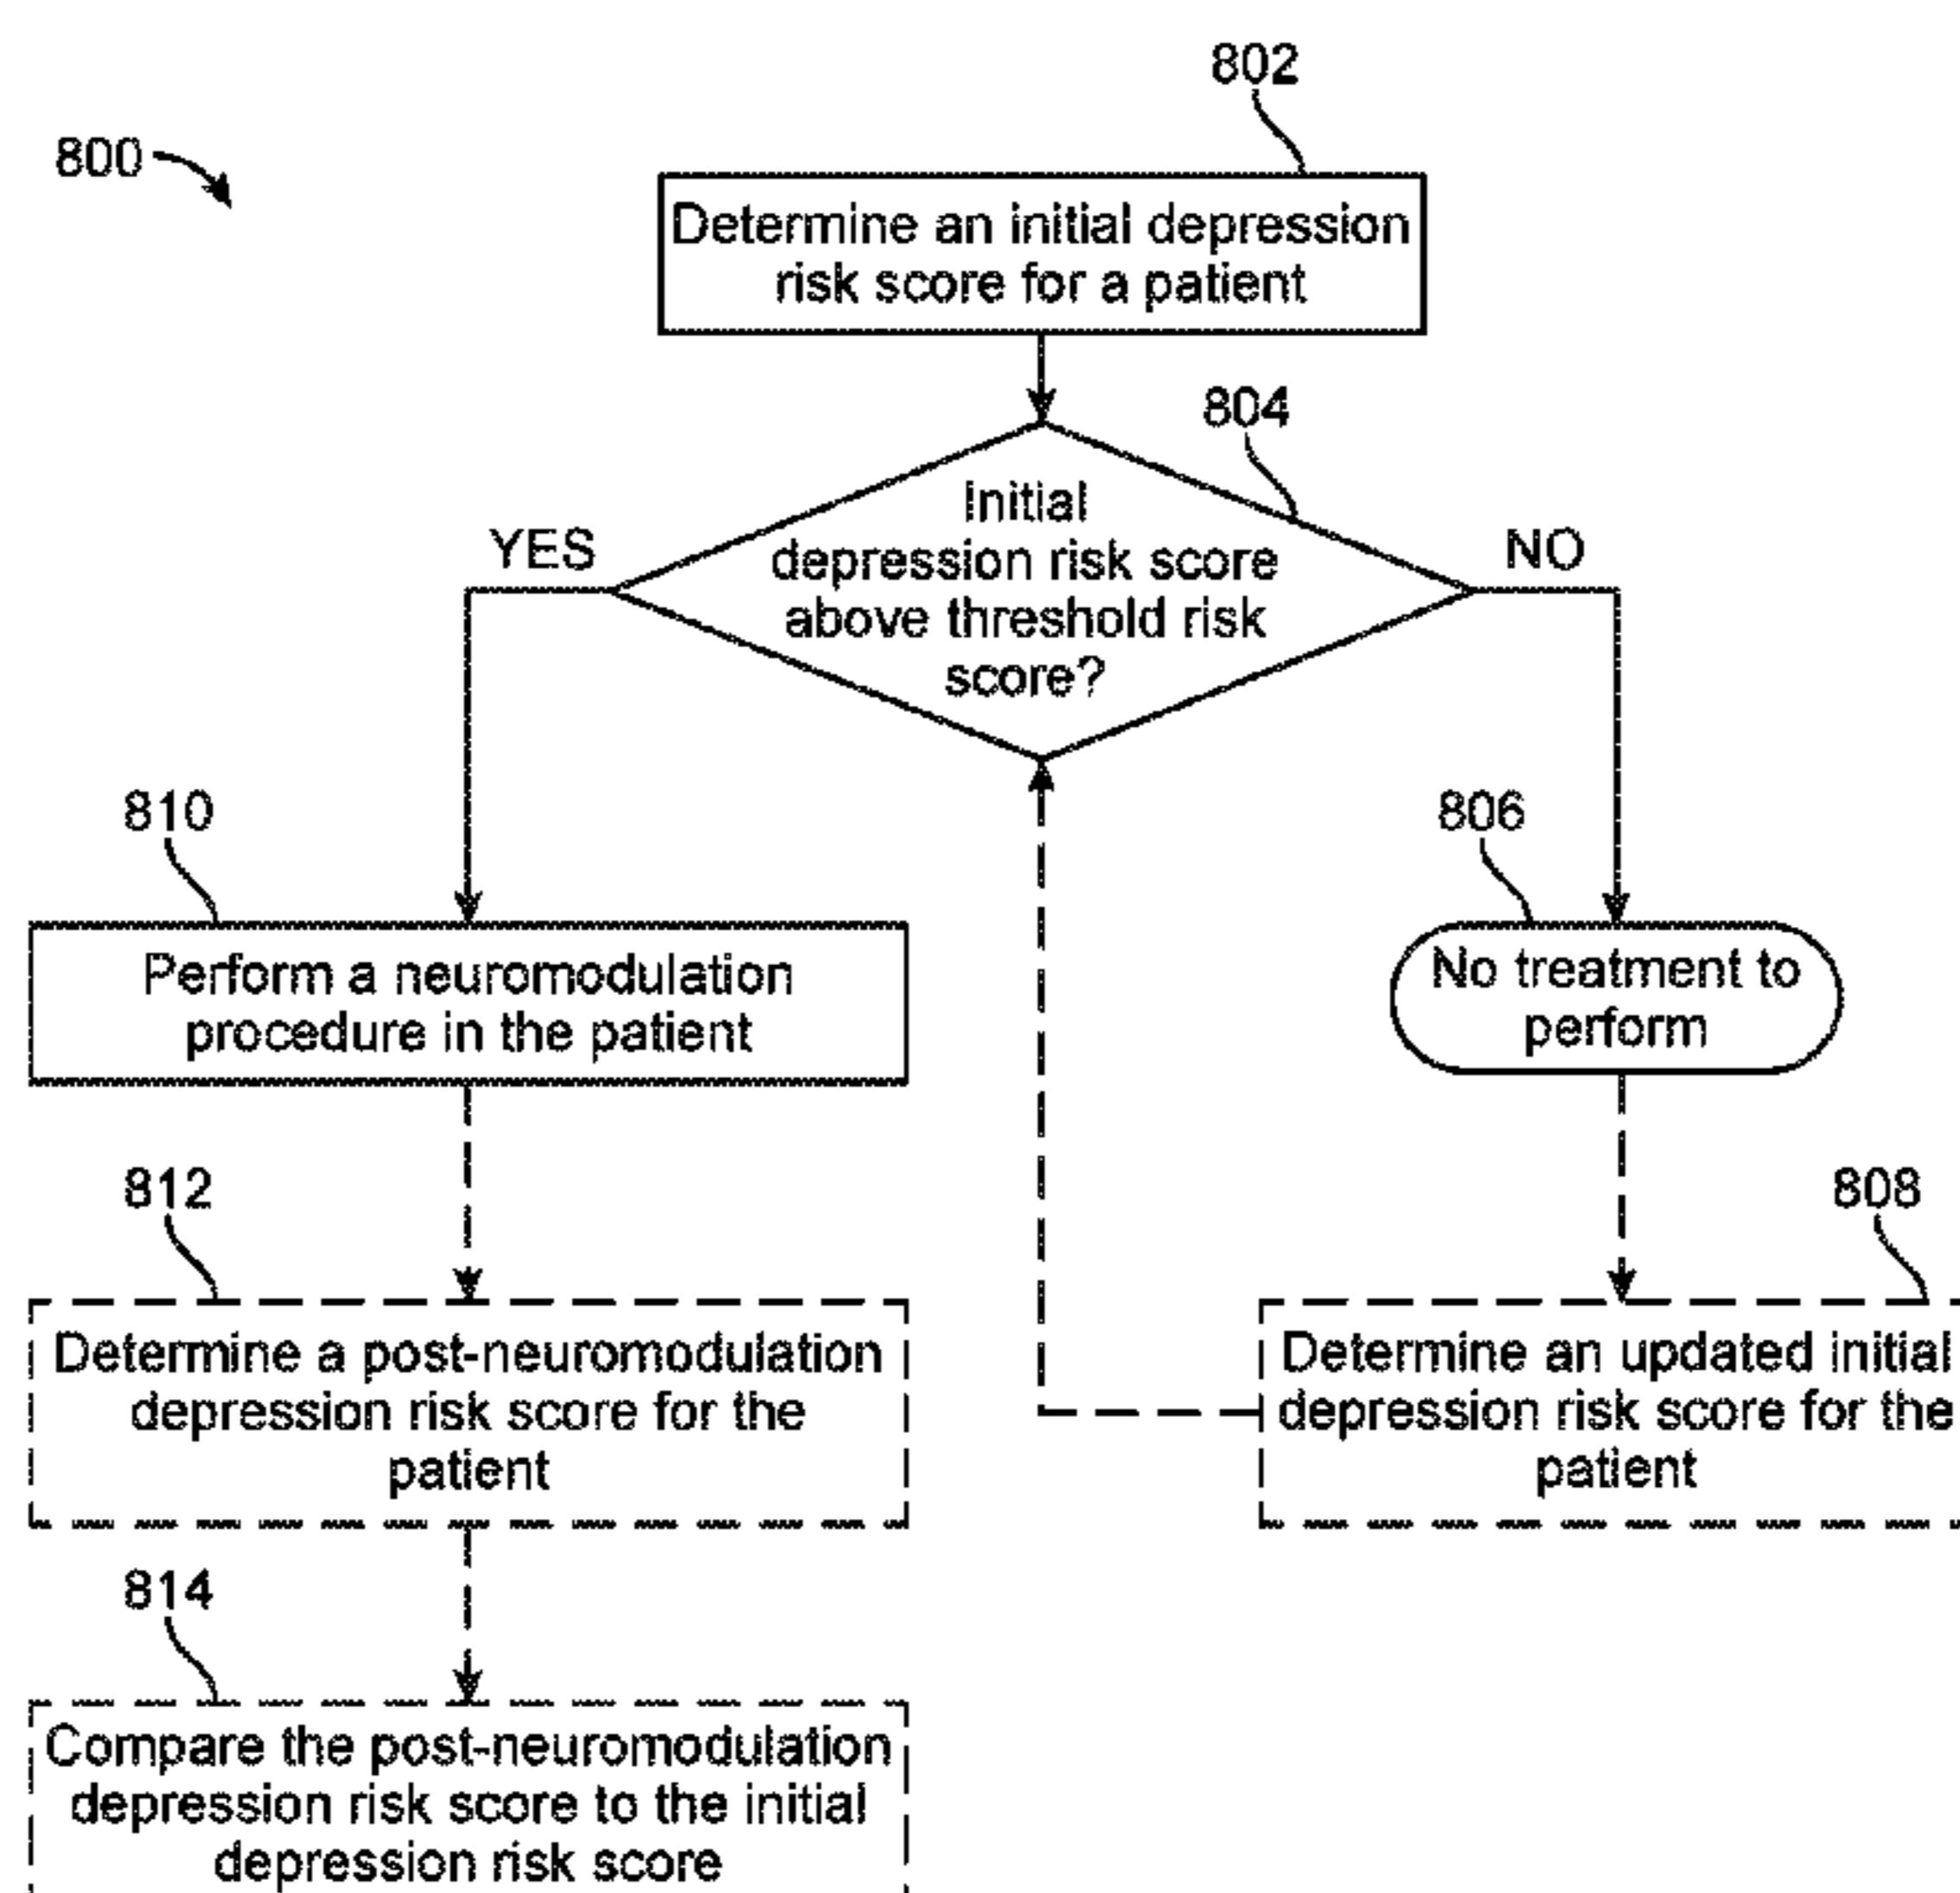 802
800
Determine an initial depression
risk score for a patient
804
Initial
depression risk score
above threshold risk
score?
YES
NO
810
806
Perform a neuromodulation
procedure in the patient
No treatment to
perform
812
808
Determine a post-neuromodulation
depression risk score for the
patient
Determine an updated initial
depression risk score for the
patient
814
Compare the post-neuromodulation
depression risk score to the initial
depression risk score